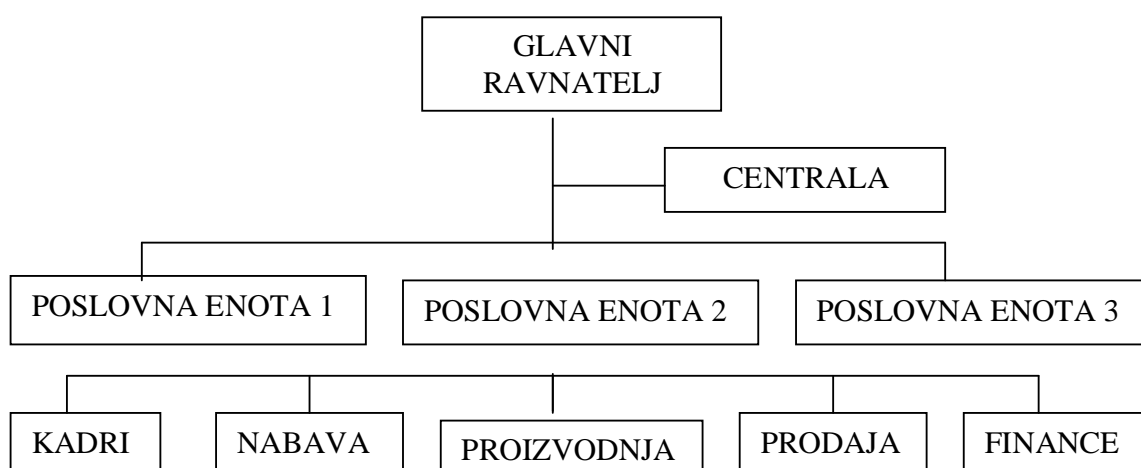 GLAVNI
RAVNATELJ
CENTRALA
POSLOVNA ENOTA 1
POSLOVNA ENOTA 2
POSLOVNA ENOTA 3
KADRI
NABAVA
PROIZVODNJA
PRODAJA
FINANCE